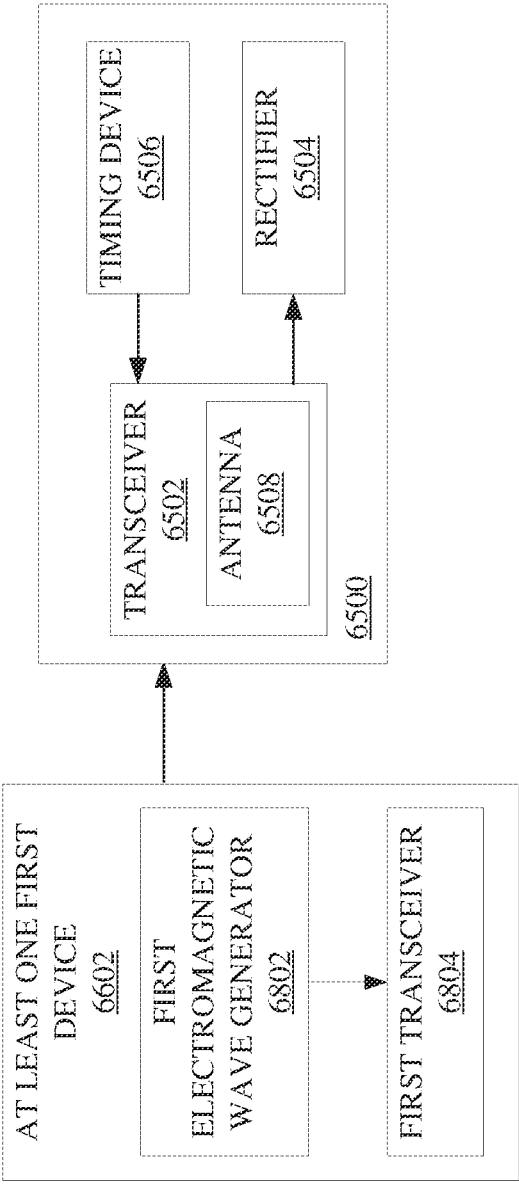 AT LEAST ONE FIRST
DEVICE
6602
FIRST
ELECTROMAGNETIC
WAVE GENERATOR
6802
FIRST TRANSCEIVER
6804
TRANSCEIVER
6502
ANTENNA
6508
TIMING DEVICE
6506
RECTIFIER
6504
6500